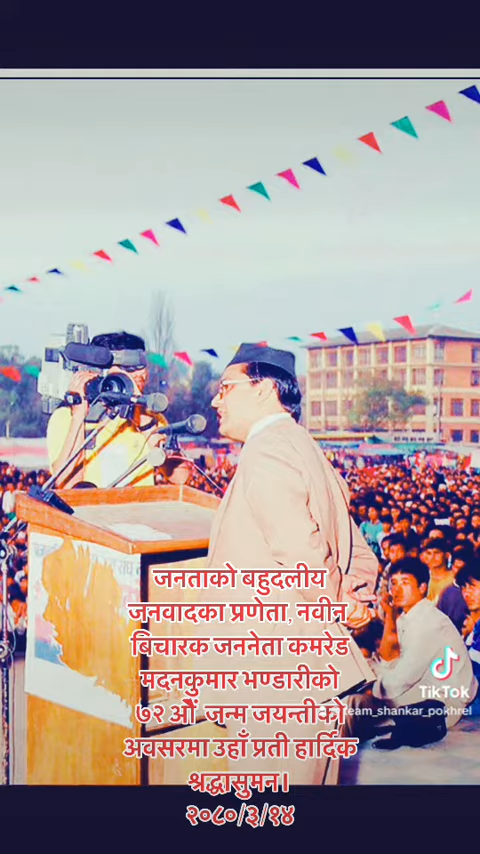 जनताको बहुदलीय
जनवादका प्रणेता, नवीन
बिचारक जननेता कमरेड
मदनकुमार भण्डारीको
७२ औं जन्म जयन्तीको
अवसरमा उहाँ प्रती हार्दिक
श्रद्धासुमन।
२०८०/३/१४
TikTok
team_shankar_pokhrel